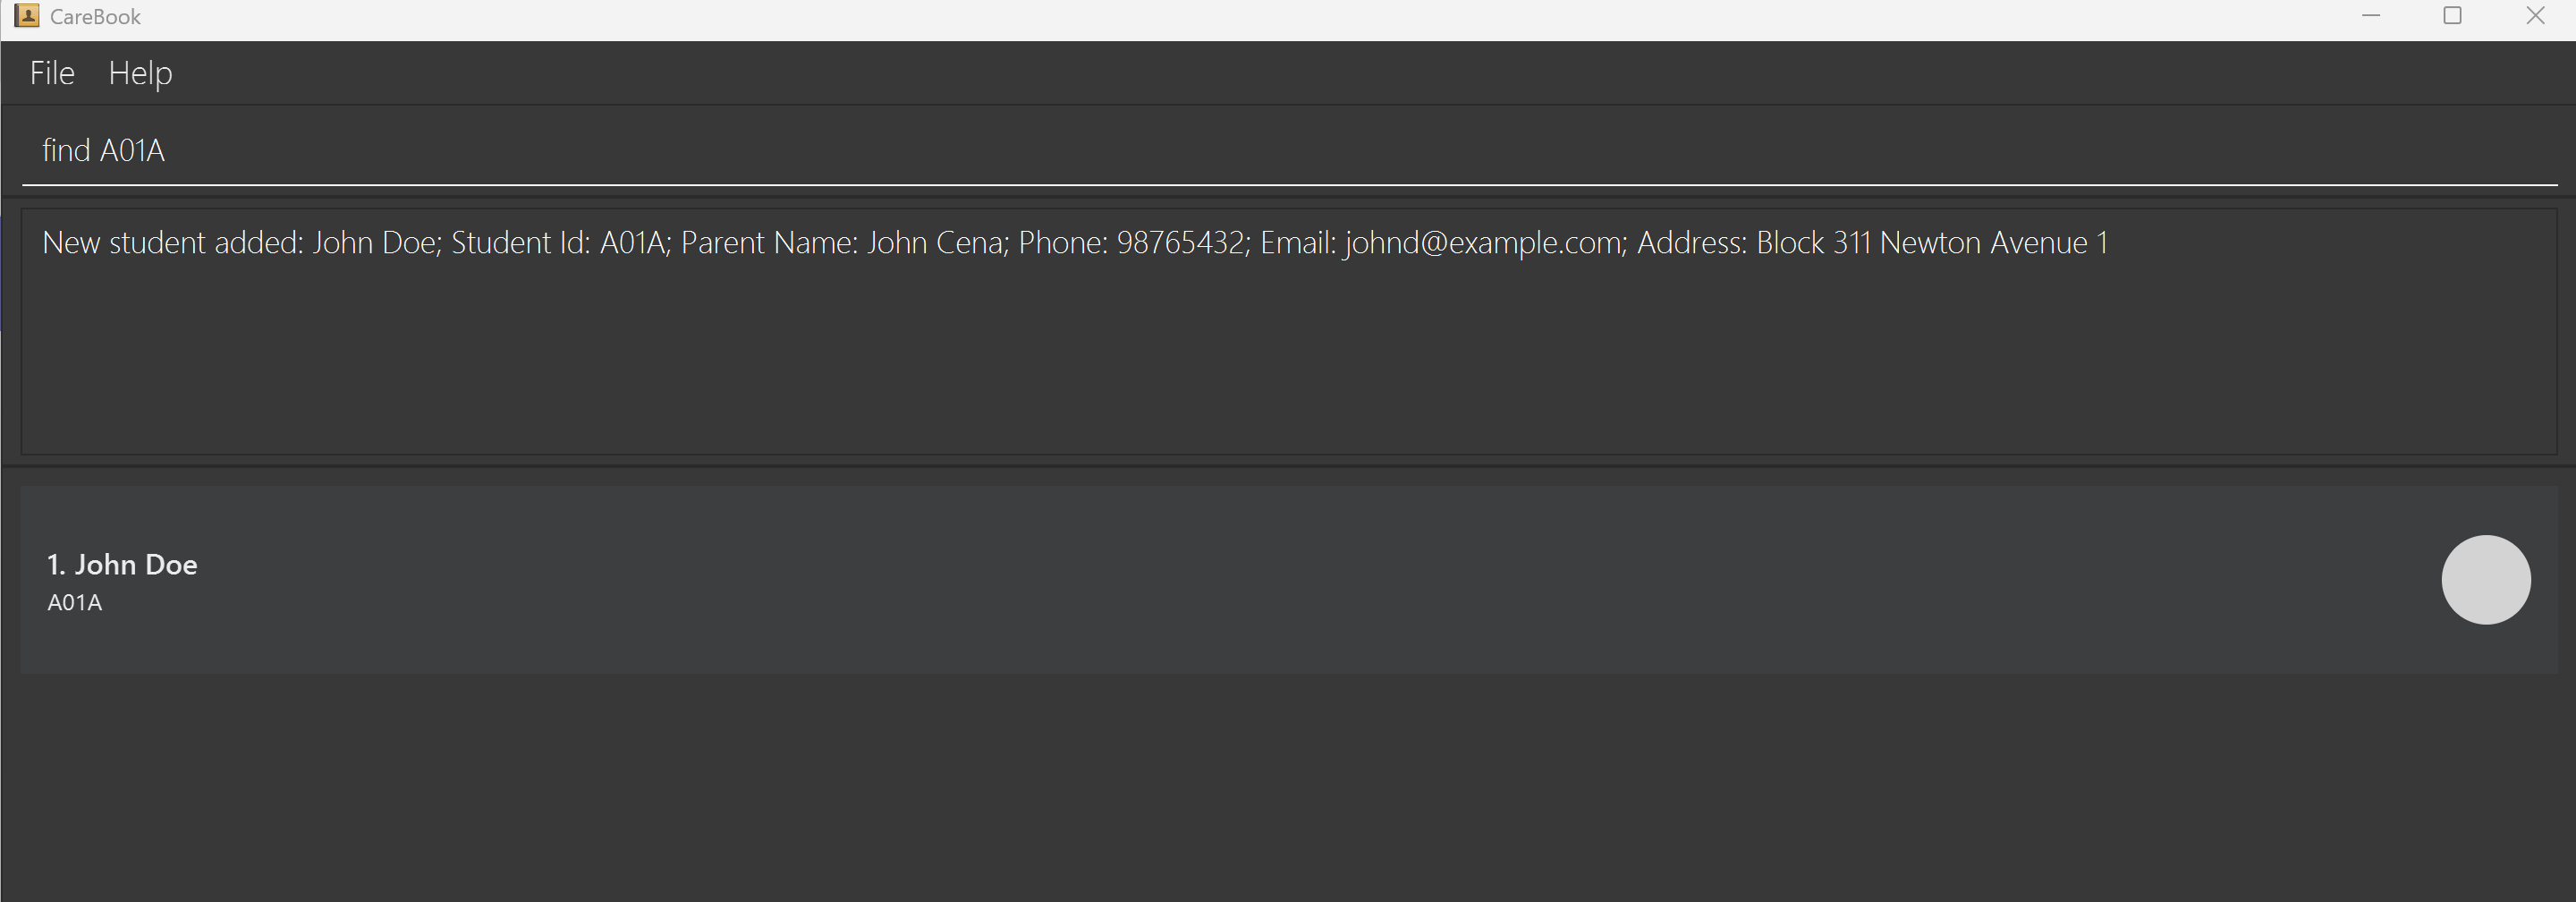 CareBook
File Help
find A01A
New student added: John Doe; Student Id: A01A; Parent Name: John Cena; Phone: 98765432; Email: johnd@example.com; Address: Block 311 Newton Avenue 1
1. John Doe
A01A